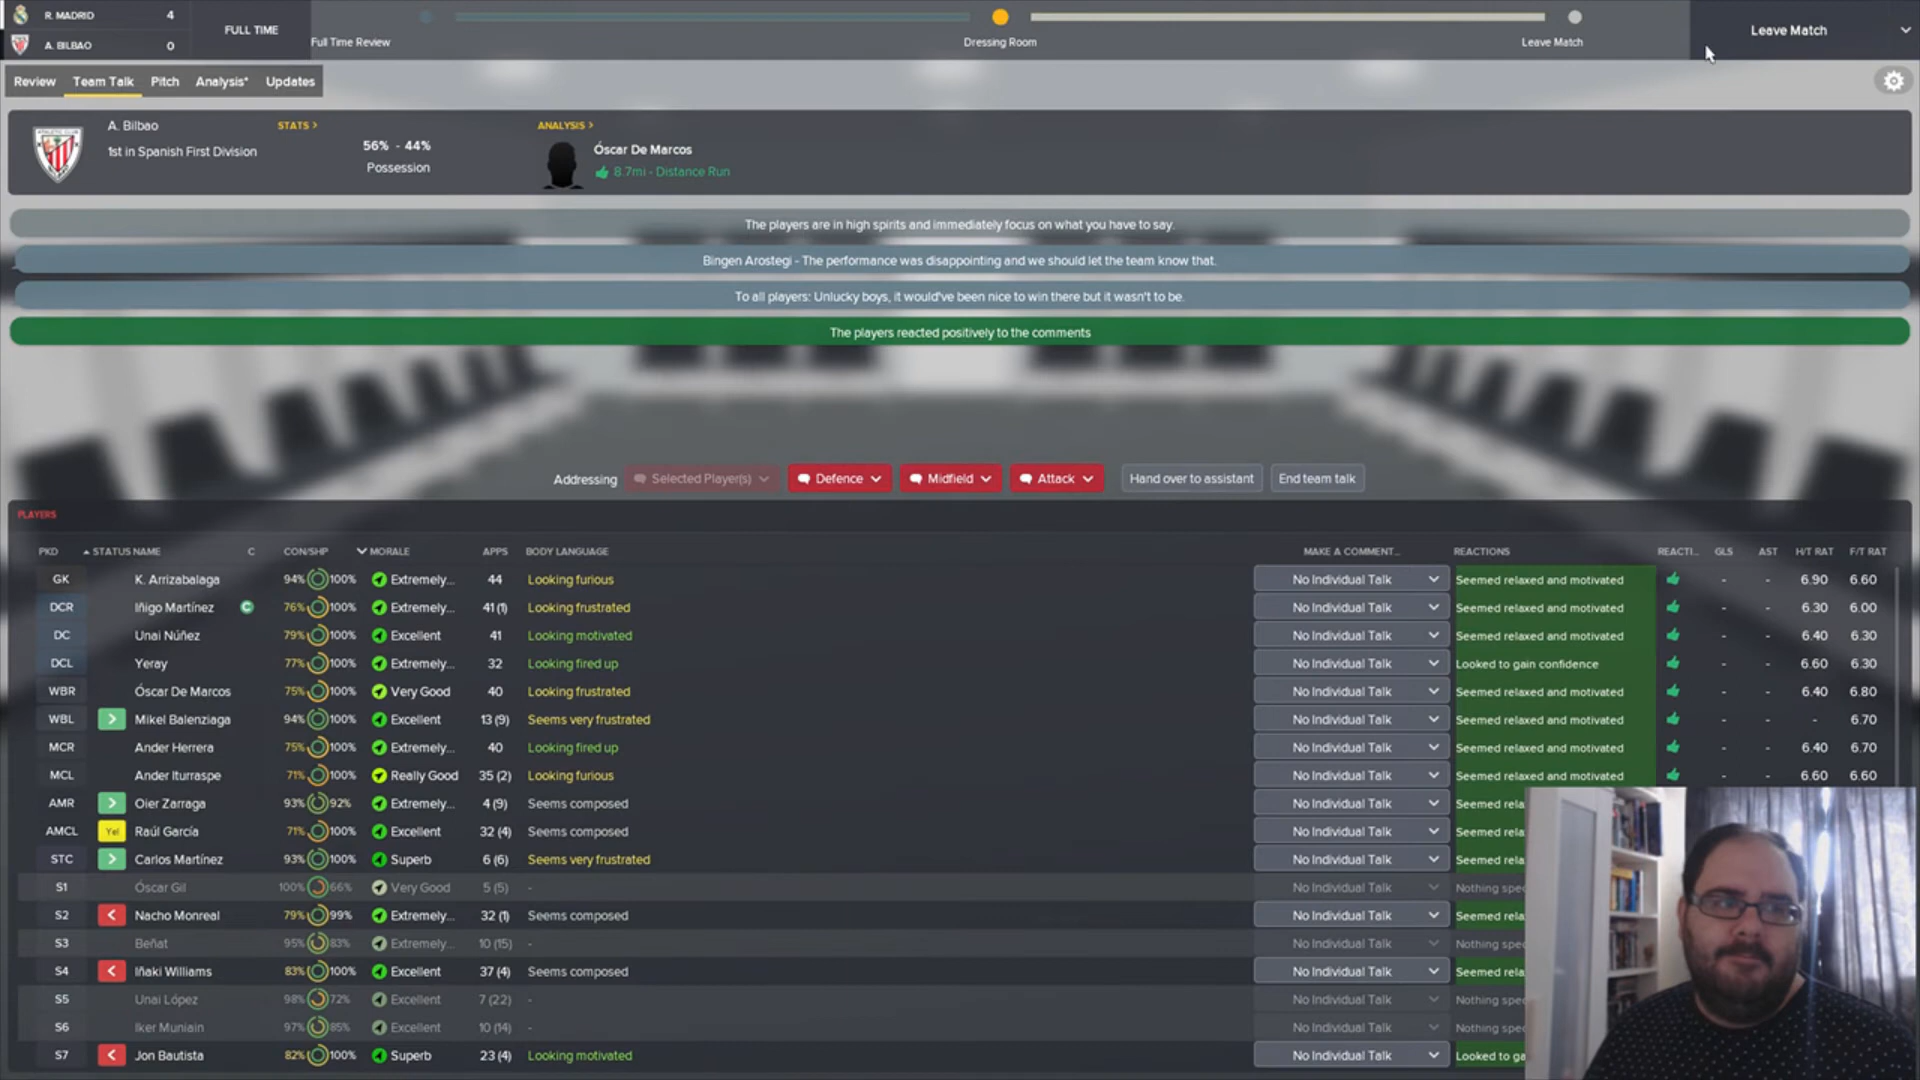 R. MADRID 4
A. BILBAO 0
FULL TIME
Full Time Review
Dressing Room
Leave Match
Leave Match
Review Team Talk Pitch Analysis* Updates
A. Bilbao
1st in Spanish First Division
STATS >
56% - 44%
Possession
ANALYSIS >
Óscar De Marcos
8.7mi - Distance Run
The players are in high spirits and immediately focus on what you have to say.
Bingen Arostegi - The performance was disappointing and we should let the team know that.
To all players: Unlucky boys, it would've been nice to win there but it wasn't to be.
The players reacted positively to the comments
Addressing Selected Player(s) Defence Midfield Attack Hand over to assistant End team talk
PLAYERS
PKD STATUS NAME C CON/SHP MORALE APPS BODY LANGUAGE MAKE A COMMENT... REACTIONS REACTI... GLS AST H/T RAT F/T RAT
GK K. Arrizabalaga 94% 100% Extremely... 44 Looking furious No Individual Talk Seemed relaxed and motivated - - 6.90 6.60
DCR Iñigo Martínez C 76% 100% Extremely... 41 (1) Looking frustrated No Individual Talk Seemed relaxed and motivated - - 6.30 6.00
DC Unai Núñez 79% 100% Excellent 41 Looking motivated No Individual Talk Seemed relaxed and motivated - - 6.40 6.30
DCL Yeray 77% 100% Extremely... 32 Looking fired up No Individual Talk Looked to gain confidence - - 6.60 6.30
WBR Óscar De Marcos 75% 100% Very Good 40 Looking frustrated No Individual Talk Seemed relaxed and motivated - - 6.40 6.80
WBL Mikel Balenziaga 94% 100% Excellent 13 (9) Seems very frustrated No Individual Talk Seemed relaxed and motivated - - - 6.70
MCR Ander Herrera 75% 100% Extremely... 40 Looking fired up No Individual Talk Seemed relaxed and motivated - - 6.40 6.70
MCL Ander Iturraspe 71% 100% Really Good 35 (2) Looking furious No Individual Talk Seemed relaxed and motivated - - 6.60 6.60
AMR Oier Zarraga 93% 92% Extremely... 4 (9) Seems composed No Individual Talk Seemed rela
AMCL Yel Raúl García 71% 100% Excellent 32 (4) Seems composed No Individual Talk Seemed rela
STC Carlos Martínez 93% 100% Superb 6 (6) Seems very frustrated No Individual Talk Seemed rela
S1 Óscar Gil 100% 66% Very Good 5 (5) - No Individual Talk Nothing spec
S2 Nacho Monreal 79% 99% Extremely... 32 (1) Seems composed No Individual Talk Seemed rela
S3 Beñat 95% 83% Extremely... 10 (15) - No Individual Talk Nothing spec
S4 Iñaki Williams 83% 100% Excellent 37 (4) Seems composed No Individual Talk Seemed rela
S5 Unai López 98% 72% Excellent 7 (22) - No Individual Talk Nothing spec
S6 Iker Muniain 97% 85% Excellent 10 (14) - No Individual Talk Nothing spec
S7 Jon Bautista 82% 100% Superb 23 (4) Looking motivated No Individual Talk Looked to ga